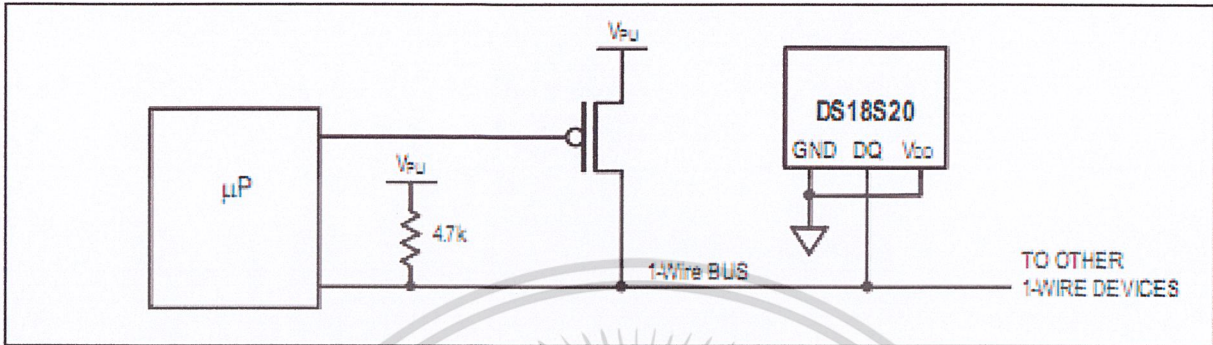 VPU
DS18S20
GND DQ VDD
VPU
µP
4.7k
1-Wire BUS
TO OTHER
1-WIRE DEVICES